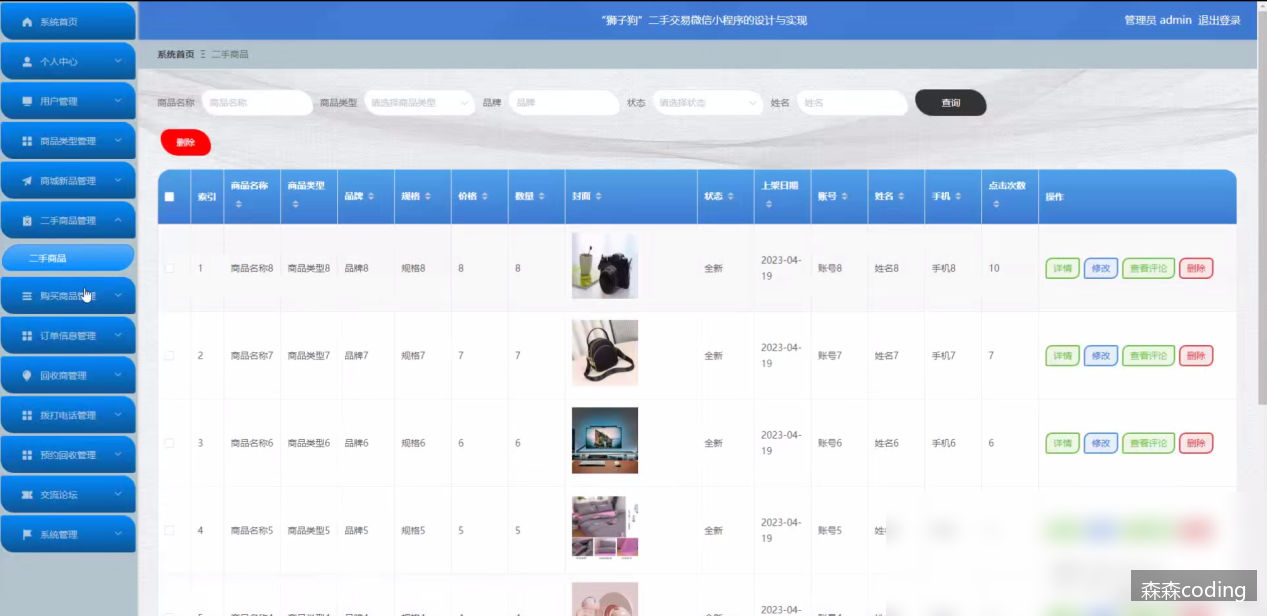 系统首页
个人中心
用户管理
商品类型管理
商城新品管理
二手商品管理
二手商品
购买商品管理
订单信息管理
回收商管理
拨打电话管理
预约回收管理
交流论坛
系统管理
“狮子狗”二手交易微信小程序的设计与实现
管理员 admin 退出登录
系统首页 Ξ 二手商品
商品名称 商品名称 商品类型 请选择商品类型 品牌 品牌 状态 请选择状态 姓名 姓名 查询
删除
索引 商品名称 商品类型 品牌 规格 价格 数量 封面 状态 上架日期 账号 姓名 手机 点击次数 操作
1 商品名称8 商品类型8 品牌8 规格8 8 8 全新 2023-04-19 账号8 姓名8 手机8 10 详情 修改 查看评论 删除
2 商品名称7 商品类型7 品牌7 规格7 7 7 全新 2023-04-19 账号7 姓名7 手机7 7 详情 修改 查看评论 删除
3 商品名称6 商品类型6 品牌6 规格6 6 6 全新 2023-04-19 账号6 姓名6 手机6 6 详情 修改 查看评论 删除
4 商品名称5 商品类型5 品牌5 规格5 5 5 全新 2023-04-19 账号5
2023-04-
森森coding